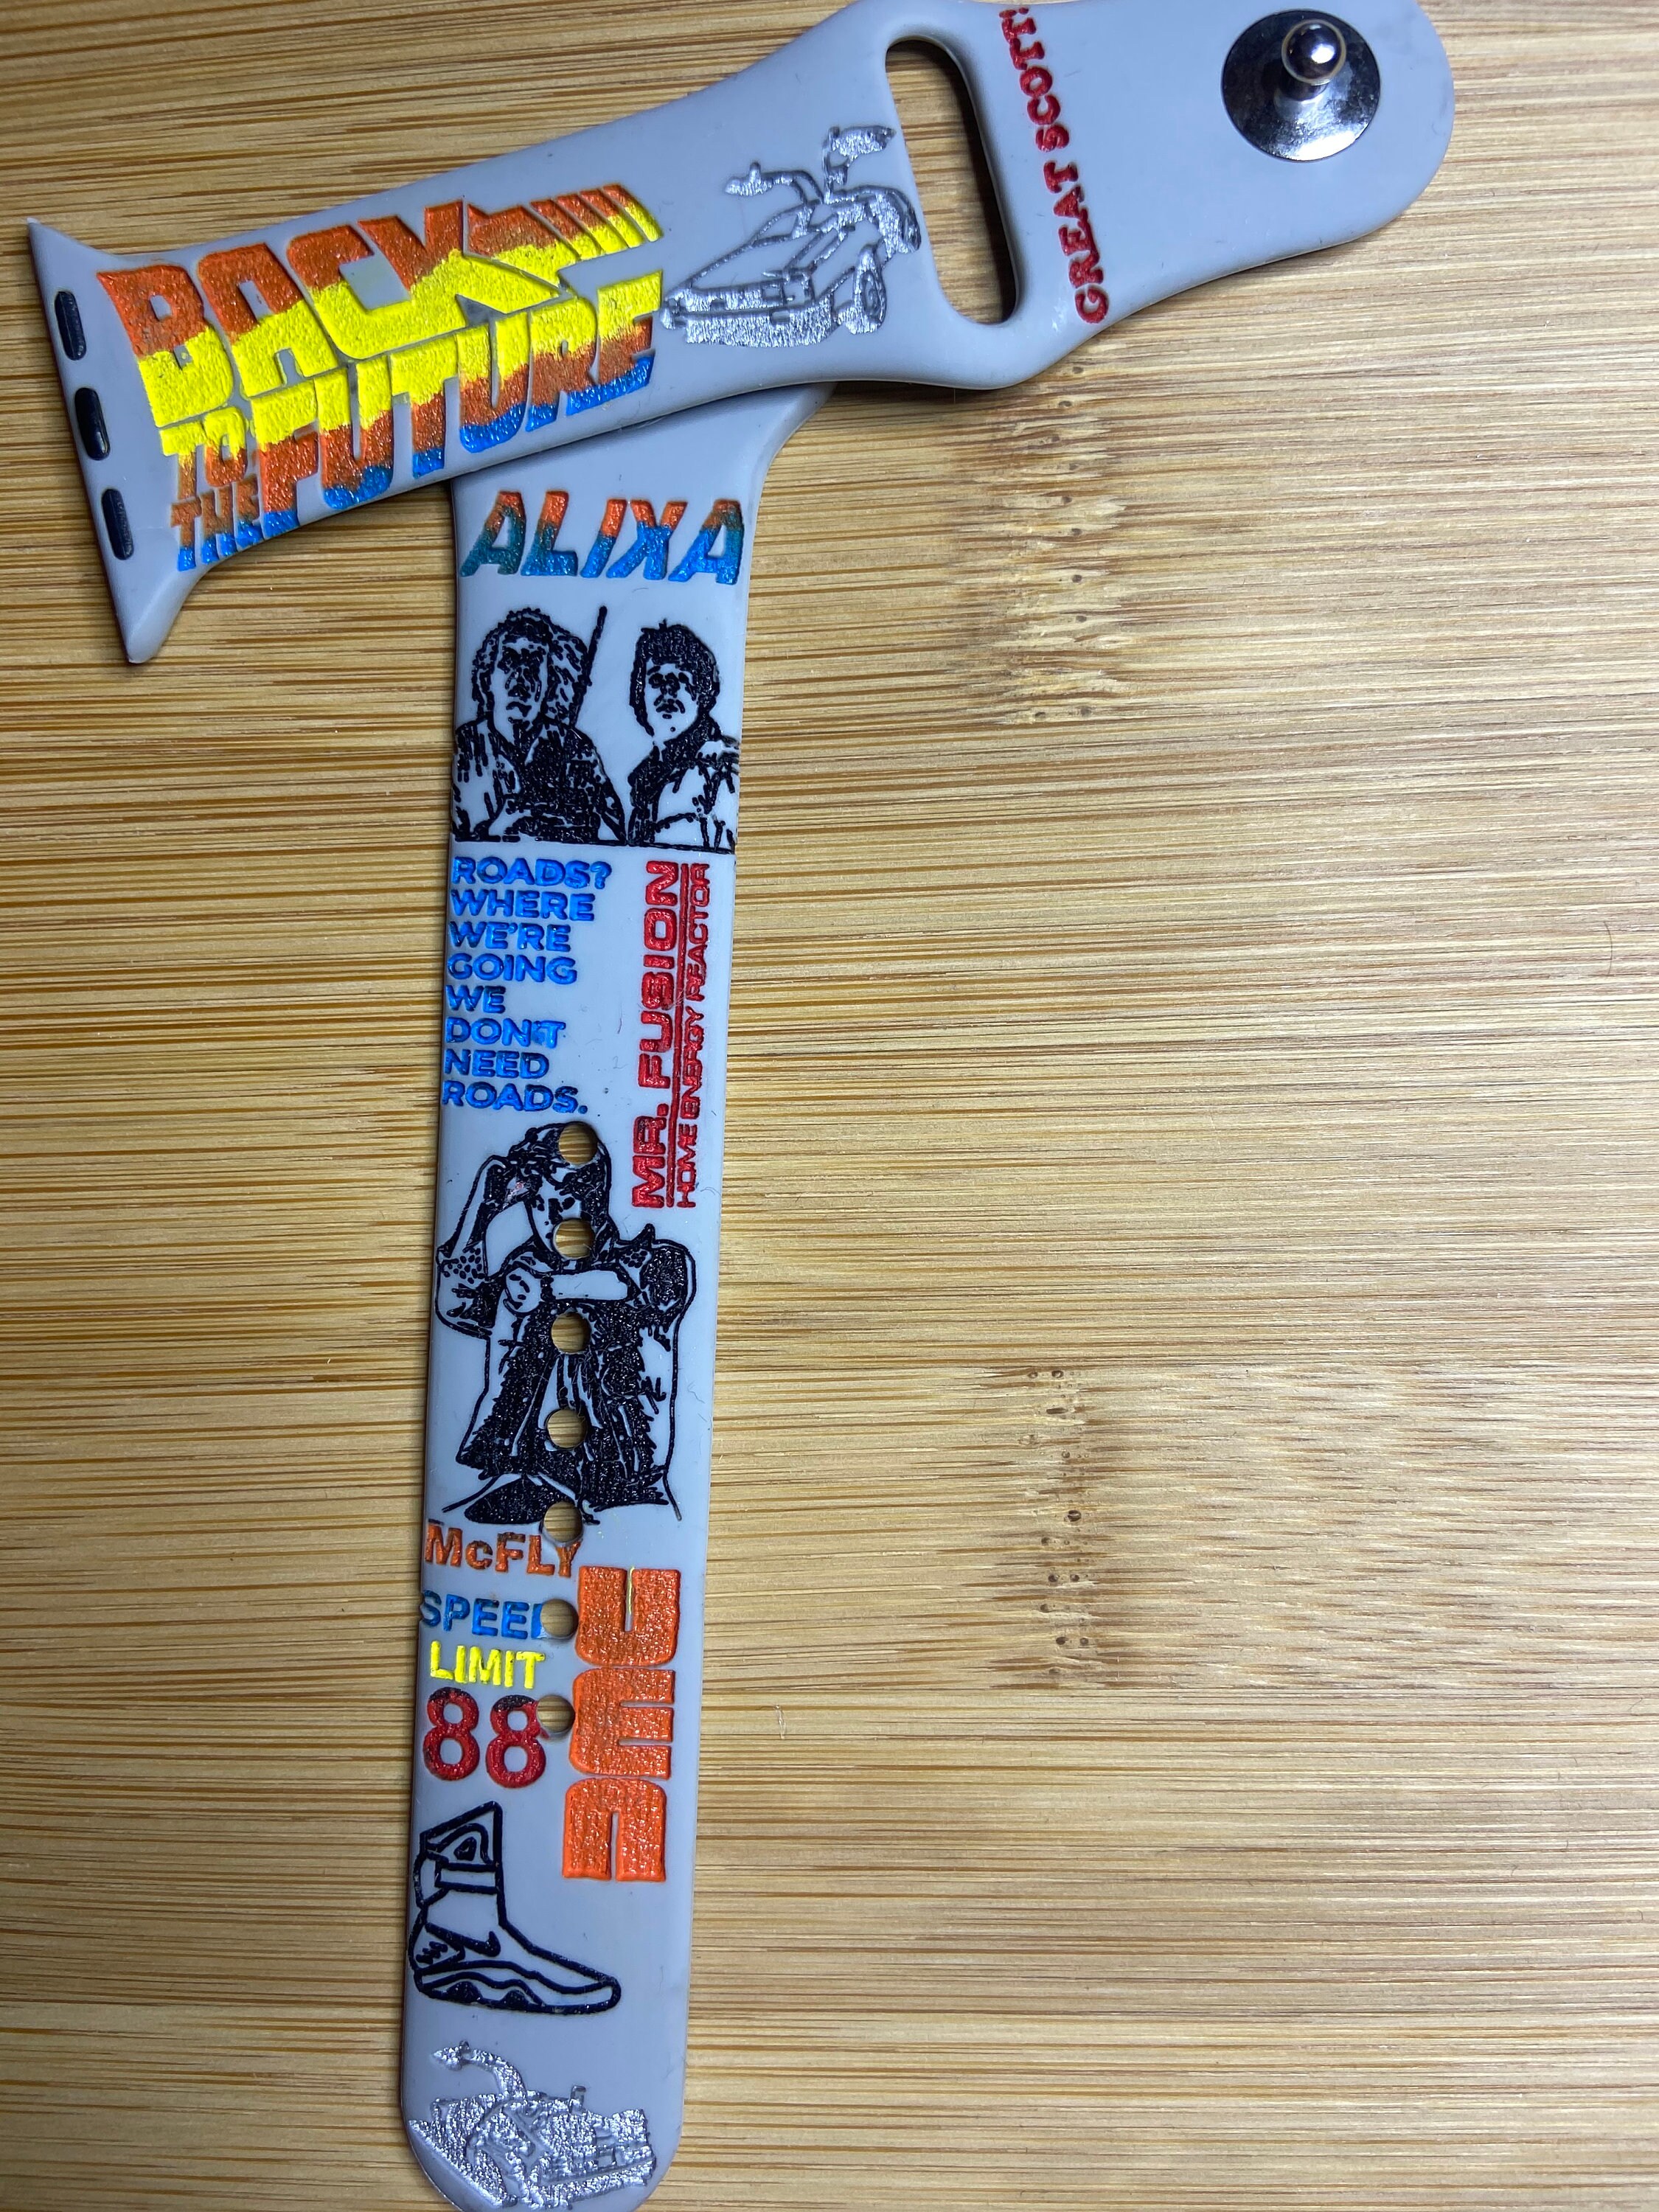 BACK
TO
THE FUTURE
GREAT SCOTT!
ALIXA
ROADS?
WHERE
WE'RE
GOING
WE
DON'T
NEED
ROADS.
MR. FUSION
HOME ENERGY REACTOR
McFLY
SPEED
LIMIT
88